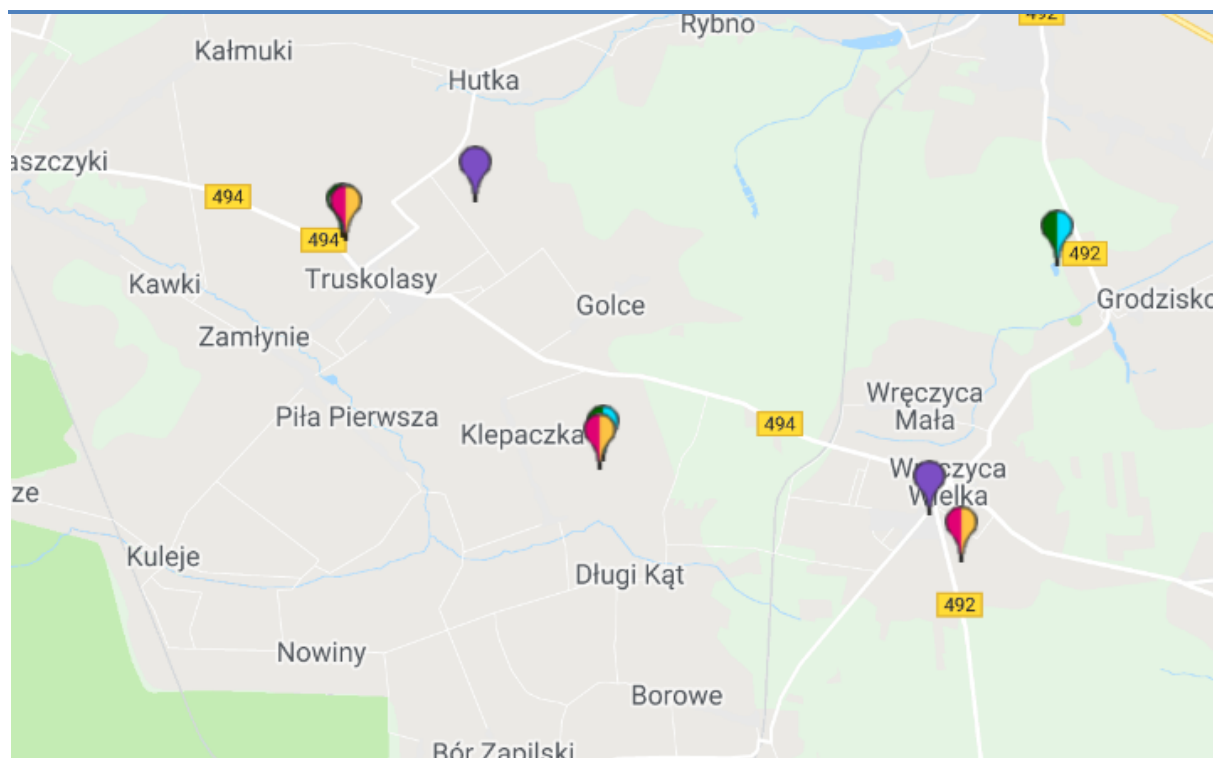 492
Rybno
Kałmuki
Hutka
aszczyki
494
494
492
Truskolasy
Kawki
Golce
Grodzisko
Zamłynie
Wręczyca
Mała
Piła Pierwsza
494
Klepaczka
Wręczyca
Wielka
ze
Kuleje
Długi Kąt
492
Nowiny
Borowe
Bór Zapilski